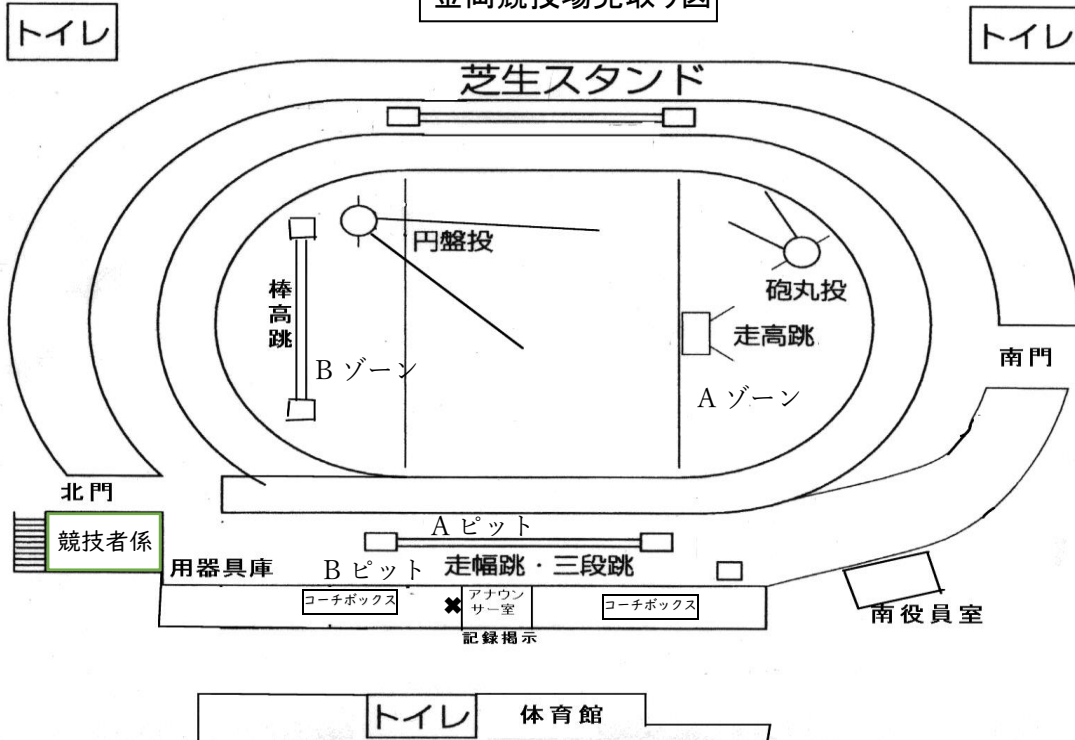 金岡競技場見取り図
トイレ
トイレ
芝生スタンド
円盤投
砲丸投
棒高跳
走高跳
Bゾーン
Aゾーン
南門
北門
競技者係
Aピット
用器具庫
Bピット
走幅跳・三段跳
コーチボックス
✖
アナウン
サー室
コーチボックス
南役員室
記録掲示
トイレ
体育館